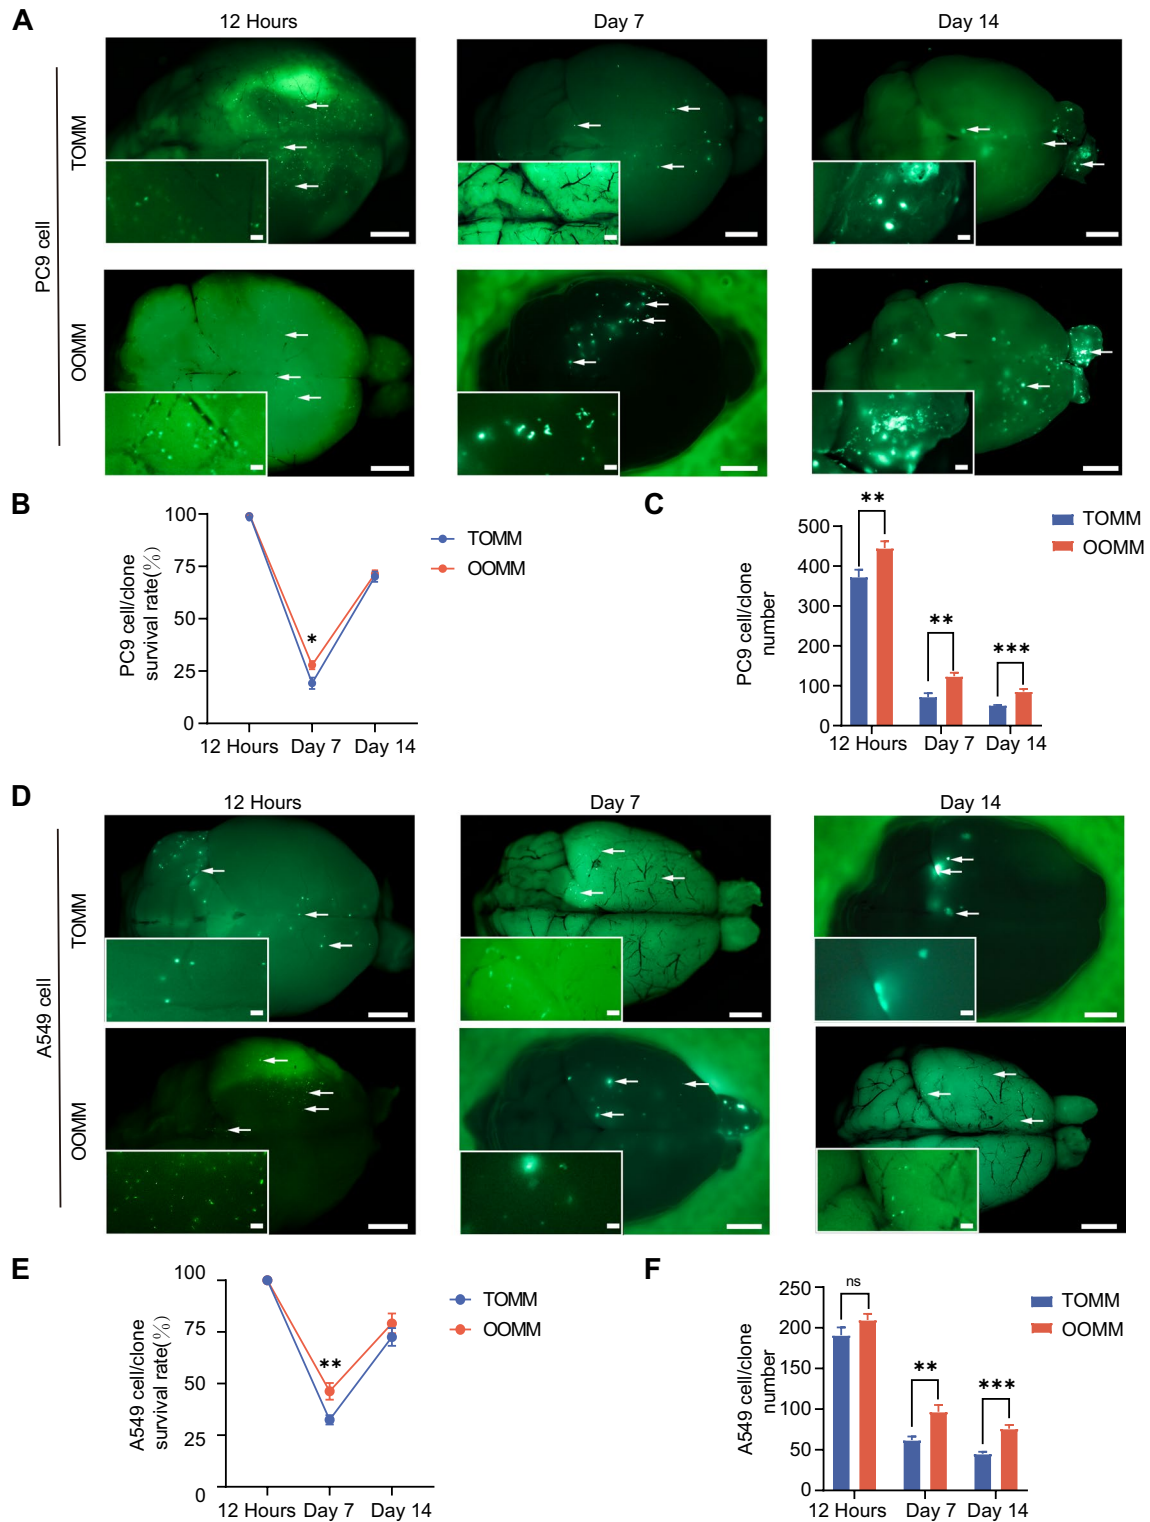 A
12 Hours
Day 7
Day 14
PC9 cell
TOMM
OOMM
B
PC9 cell/clone
survival rate(%)
100
75
50
25
0
*
12 Hours
Day 7
Day 14
TOMM
OOMM
C
PC9 cell/clone
number
500
400
300
200
100
0
**
**
***
12 Hours
Day 7
Day 14
TOMM
OOMM
D
12 Hours
Day 7
Day 14
A549 cell
TOMM
OOMM
E
A549 cell/clone
survival rate(%)
100
75
50
25
0
**
12 Hours
Day 7
Day 14
TOMM
OOMM
F
A549 cell/clone
number
250
200
150
100
50
0
ns
**
***
12 Hours
Day 7
Day 14
TOMM
OOMM